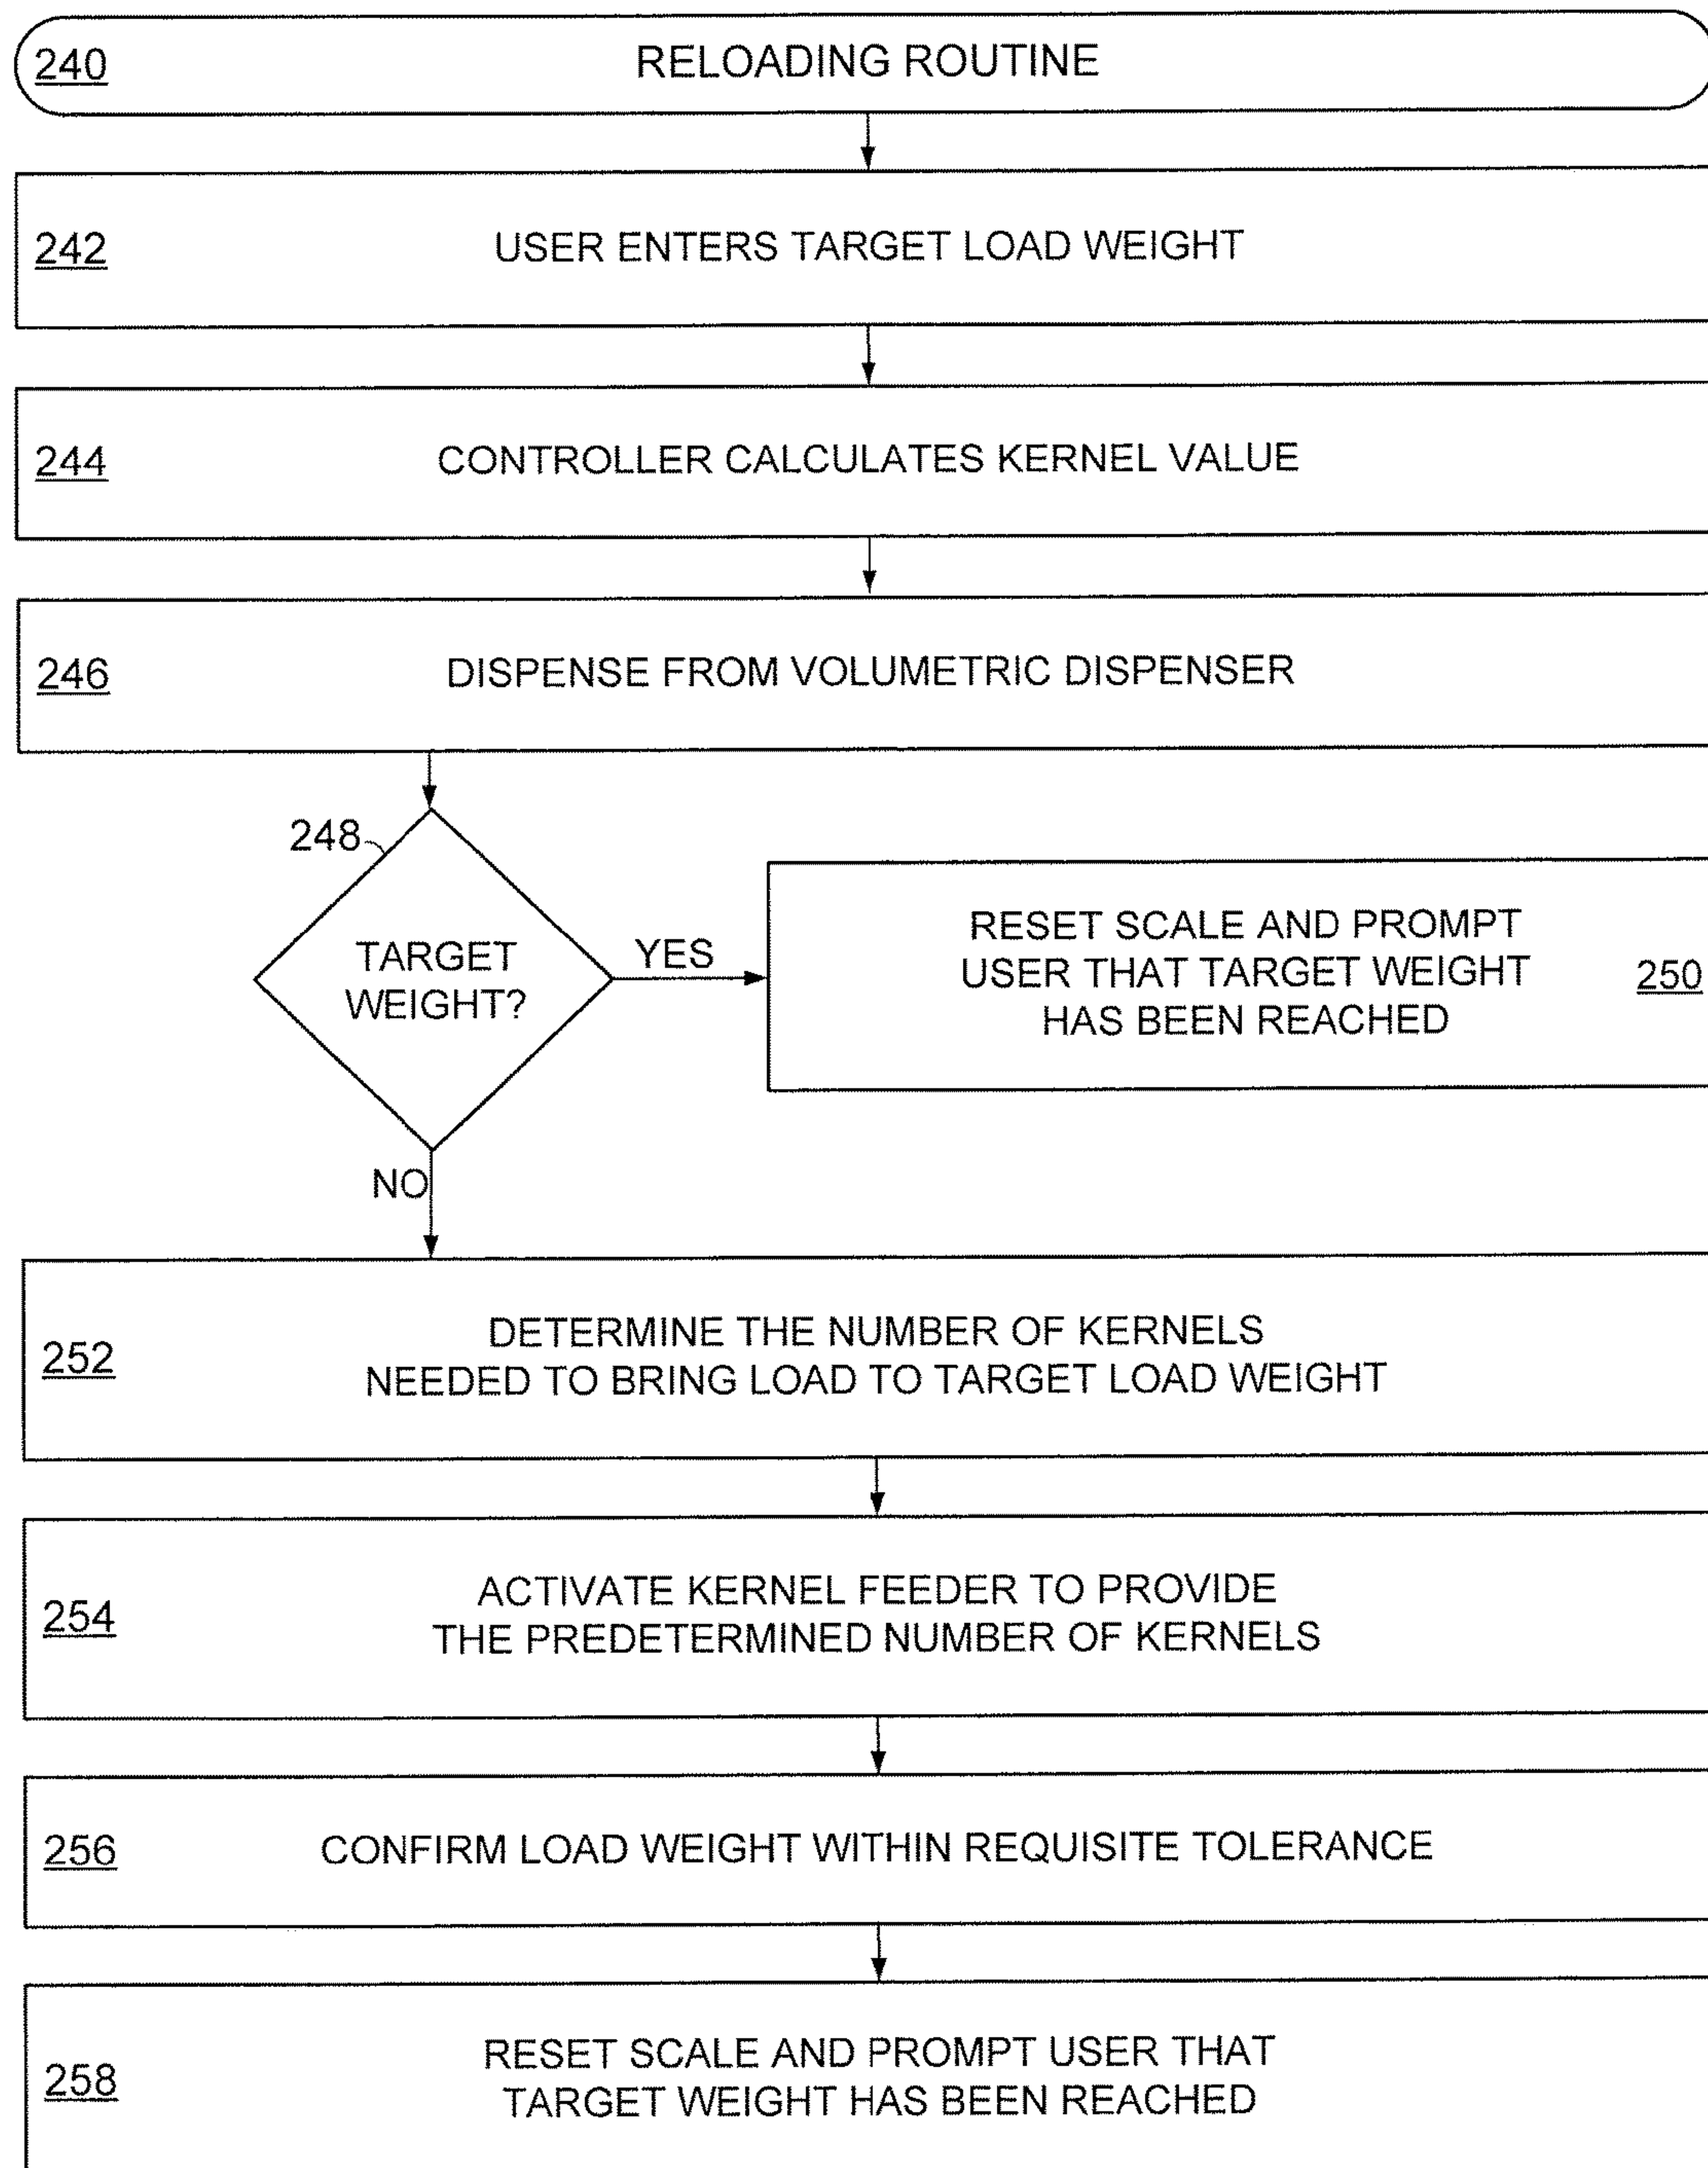 240
RELOADING ROUTINE
242
USER ENTERS TARGET LOAD WEIGHT
244
CONTROLLER CALCULATES KERNEL VALUE
246
DISPENSE FROM VOLUMETRIC DISPENSER
248
TARGET
WEIGHT?
YES
RESET SCALE AND PROMPT
USER THAT TARGET WEIGHT
HAS BEEN REACHED
250
NO
252
DETERMINE THE NUMBER OF KERNELS
NEEDED TO BRING LOAD TO TARGET LOAD WEIGHT
254
ACTIVATE KERNEL FEEDER TO PROVIDE
THE PREDETERMINED NUMBER OF KERNELS
256
CONFIRM LOAD WEIGHT WITHIN REQUISITE TOLERANCE
258
RESET SCALE AND PROMPT USER THAT
TARGET WEIGHT HAS BEEN REACHED